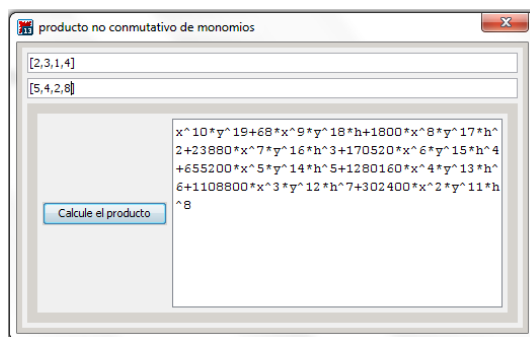 producto no conmutativo de monomios
[2,3,1,4]
[5,4,2,8]
x^10*y^19+68*x^9*y^18*h+1800*x^8*y^17*h^
2+23880*x^7*y^16*h^3+170520*x^6*y^15*h^4
+655200*x^5*y^14*h^5+1280160*x^4*y^13*h^
6+1108800*x^3*y^12*h^7+302400*x^2*y^11*h
^8
Calcule el producto